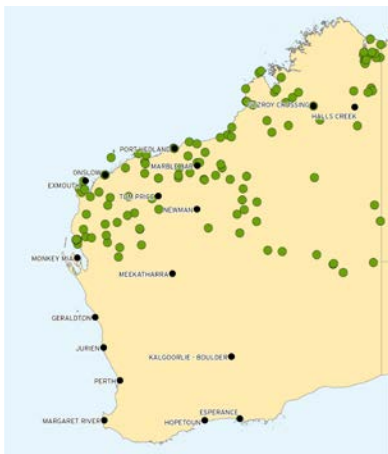 FITZROY CROSSING
HALLS CREEK
PORT HEDLAND
MARBLE BAR
ONSLOW
EXMOUTH
TOM PRICE
NEWMAN
MONKEY MIA
MEEKATHARRA
GERALDTON
JURIEN
KALGOORLIE - BOULDER
PERTH
MARGARET RIVER
HOPETOUN
ESPERANCE